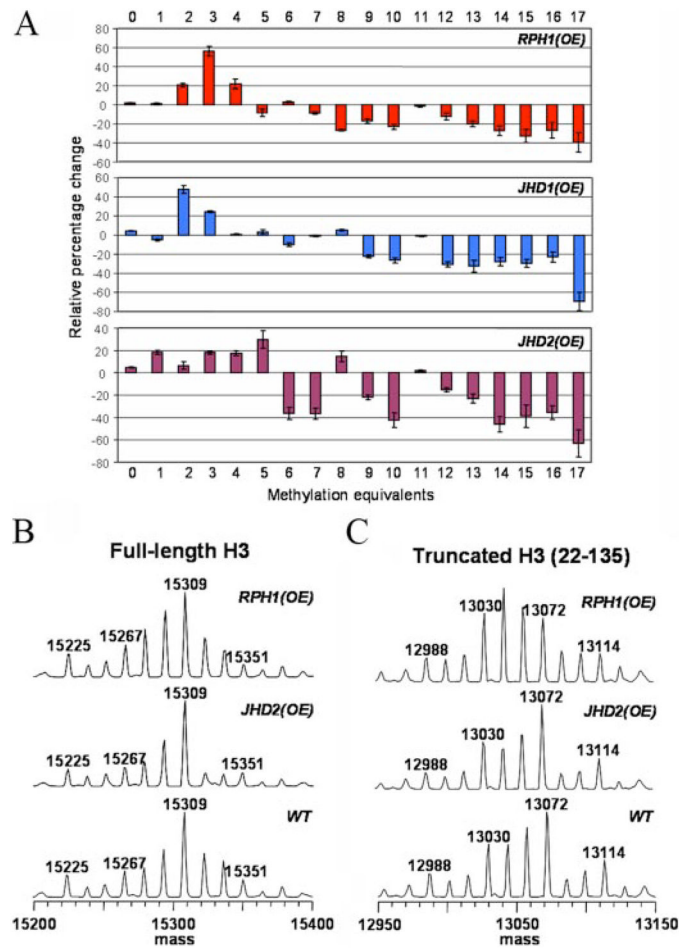 A
0 1 2 3 4 5 6 7 8 9 10 11 12 13 14 15 16 17
Relative percentage change
80
60
40
20
0
-20
-40
-60
RPH1(OE)
60
40
20
0
-20
-40
-60
-80
JHD1(OE)
40
20
0
-20
-40
-60
-80
JHD2(OE)
0 1 2 3 4 5 6 7 8 9 10 11 12 13 14 15 16 17
Methylation equivalents
B
Full-length H3
15309
RPH1(OE)
15225 15267 15351
15309
JHD2(OE)
15225 15267 15351
15309
WT
15225 15267 15351
15200 15300 15400
mass
C
Truncated H3 (22-135)
RPH1(OE)
13030 13072
12988 13114
13072
JHD2(OE)
13030
12988 13114
13072
WT
13030
12988 13114
12950 13050 13150
mass